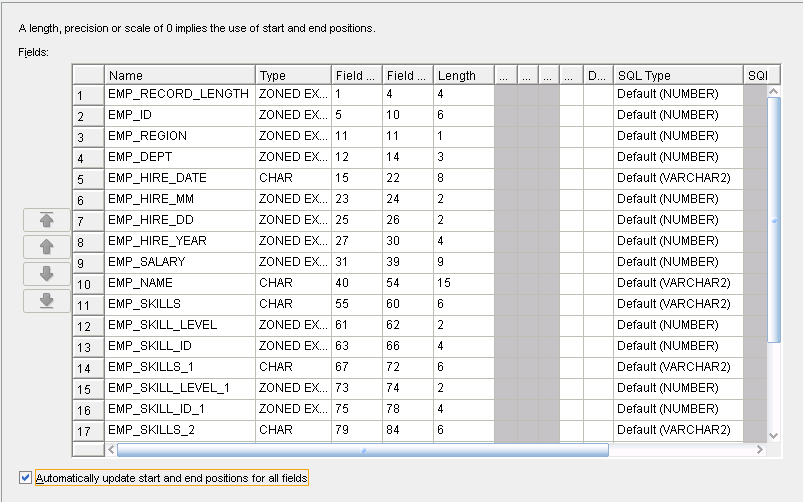 A length, precision or scale of 0 implies the use of start and end positions.
Fields:
Name Type Field ... Field ... Length ... ... ... ... D... SQL Type SQl
1 EMP_RECORD_LENGTH ZONED EX... 1 4 4 Default (NUMBER)
2 EMP_ID ZONED EX... 5 10 6 Default (NUMBER)
3 EMP_REGION ZONED EX... 11 11 1 Default (NUMBER)
4 EMP_DEPT ZONED EX... 12 14 3 Default (NUMBER)
5 EMP_HIRE_DATE CHAR 15 22 8 Default (VARCHAR2)
6 EMP_HIRE_MM ZONED EX... 23 24 2 Default (NUMBER)
7 EMP_HIRE_DD ZONED EX... 25 26 2 Default (NUMBER)
8 EMP_HIRE_YEAR ZONED EX... 27 30 4 Default (NUMBER)
9 EMP_SALARY ZONED EX... 31 39 9 Default (NUMBER)
10 EMP_NAME CHAR 40 54 15 Default (VARCHAR2)
11 EMP_SKILLS CHAR 55 60 6 Default (VARCHAR2)
12 EMP_SKILL_LEVEL ZONED EX... 61 62 2 Default (NUMBER)
13 EMP_SKILL_ID ZONED EX... 63 66 4 Default (NUMBER)
14 EMP_SKILLS_1 CHAR 67 72 6 Default (VARCHAR2)
15 EMP_SKILL_LEVEL_1 ZONED EX... 73 74 2 Default (NUMBER)
16 EMP_SKILL_ID_1 ZONED EX... 75 78 4 Default (NUMBER)
17 EMP_SKILLS_2 CHAR 79 84 6 Default (VARCHAR2)
Automatically update start and end positions for all fields